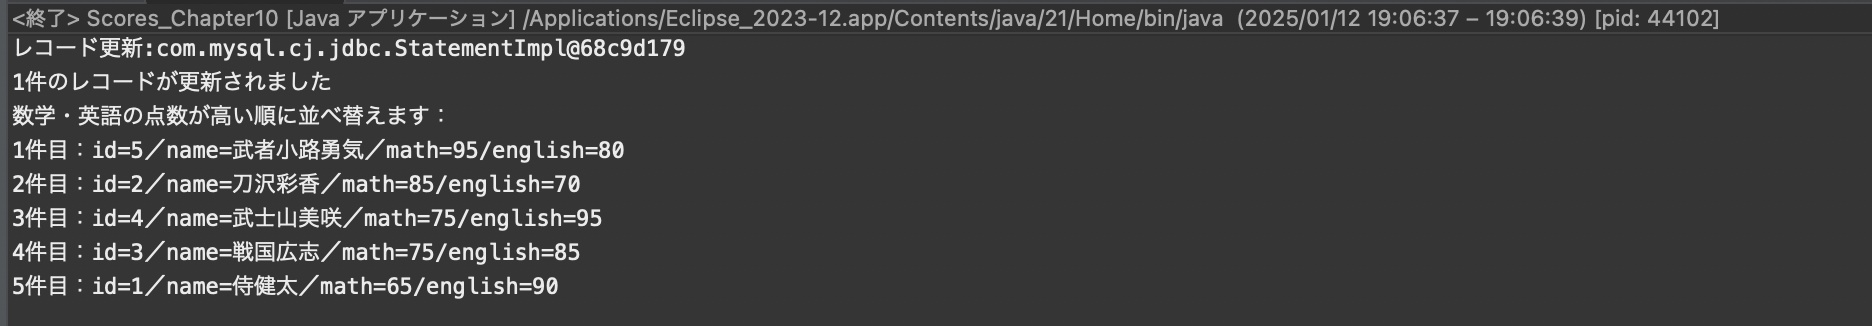 <終了> Scores_Chapter10 [Java アプリケーション] /Applications/Eclipse_2023-12.app/Contents/java/21/Home/bin/java  (2025/01/12 19:06:37 – 19:06:39) [pid: 44102]
レコード更新:com.mysql.cj.jdbc.StatementImpl@68c9d179
1件のレコードが更新されました
数学・英語の点数が高い順に並べ替えます：
1件目：id=5／name=武者小路勇気／math=95/english=80
2件目：id=2／name=刀沢彩香／math=85/english=70
3件目：id=4／name=武士山美咲／math=75/english=95
4件目：id=3／name=戦国広志／math=75/english=85
5件目：id=1／name=侍健太／math=65/english=90